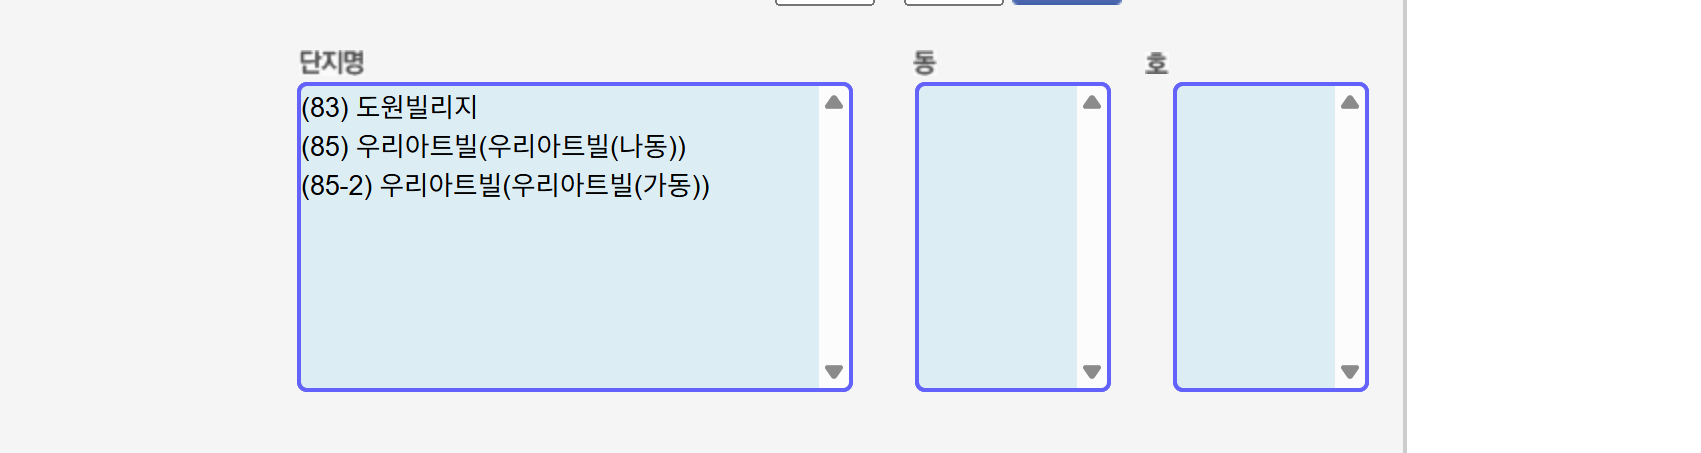 단지명 동 호
(83) 도원빌리지
(85) 우리아트빌(우리아트빌(나동))
(85-2) 우리아트빌(우리아트빌(가동))